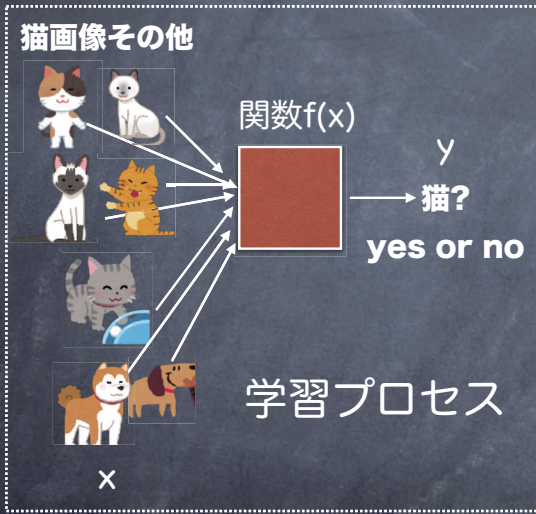 猫画像その他
関数f(x)
y
猫?
yes or no
学習プロセス
x